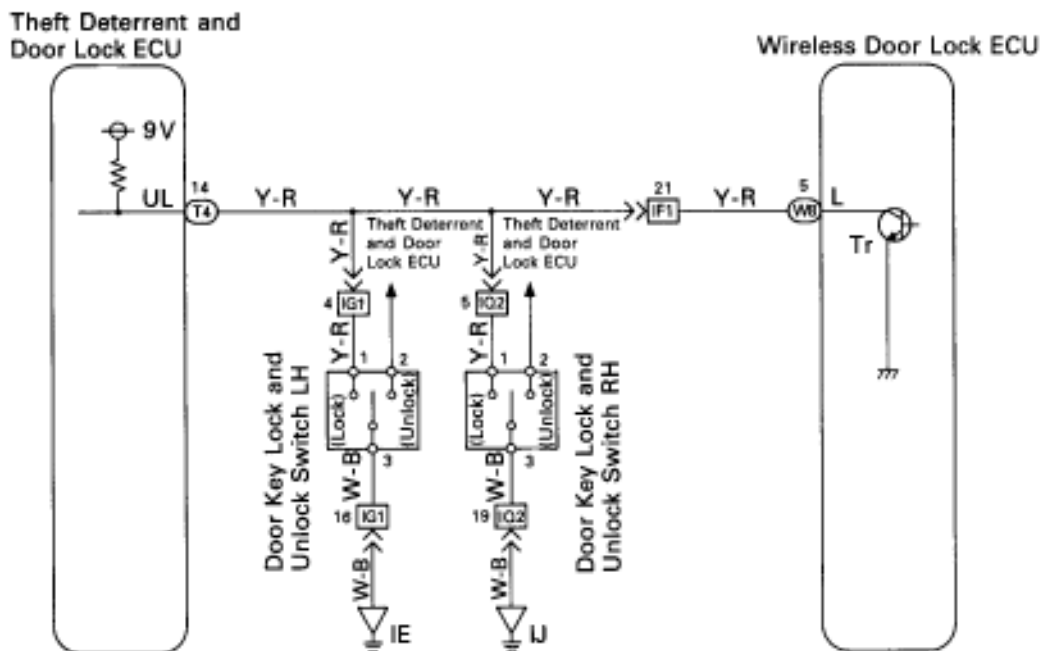 Theft Deterrent and
Door Lock ECU
Wireless Door Lock ECU
9V
UL
14
T4
Y-R
Y-R
Y-R
21
IF1
Y-R
5
W8
L
Tr
Y-R
Theft Deterrent
and Door
Lock ECU
Y-R
Theft Deterrent
and Door
Lock ECU
4
IG1
5
IQ2
Y-R
Y-R
1
2
1
2
(Lock)
(Unlock)
(Lock)
(Unlock)
3
3
Door Key Lock and
Unlock Switch LH
Door Key Lock and
Unlock Switch RH
W-B
W-B
16
IG1
19
IQ2
W-B
W-B
IE
IJ